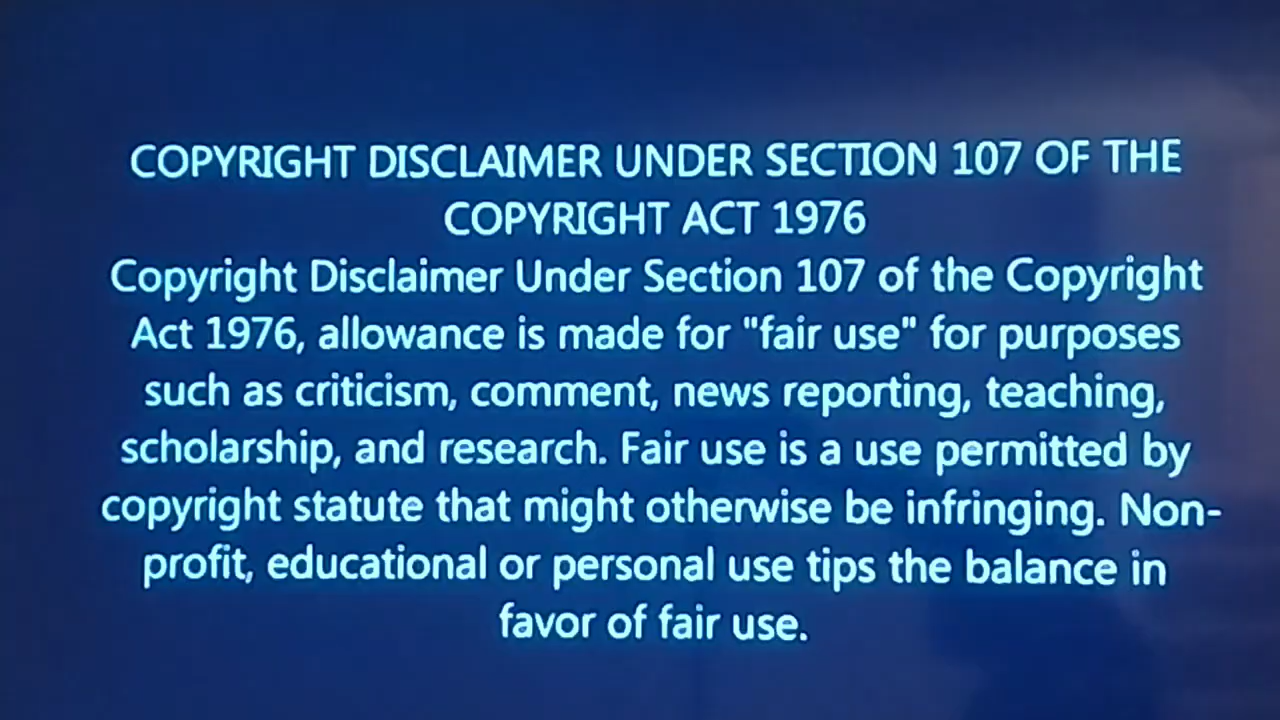 COPYRIGHT DISCLAIMER UNDER SECTION 107 OF THE
COPYRIGHT ACT 1976
Copyright Disclaimer Under Section 107 of the Copyright
Act 1976, allowance is made for "fair use" for purposes
such as criticism, comment, news reporting, teaching,
scholarship, and research. Fair use is a use permitted by
copyright statute that might otherwise be infringing. Non-
profit, educational or personal use tips the balance in
favor of fair use.